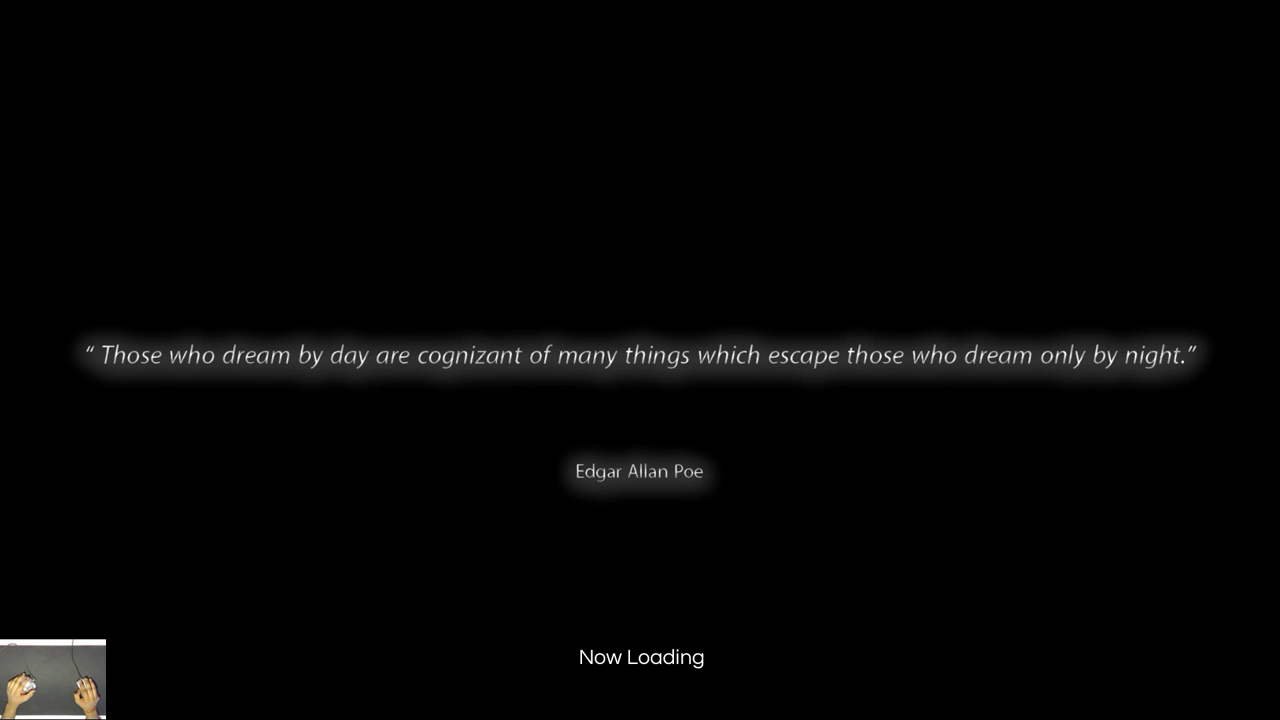 “ Those who dream by day are cognizant of many things which escape those who dream only by night.”
Edgar Allan Poe
Now Loading